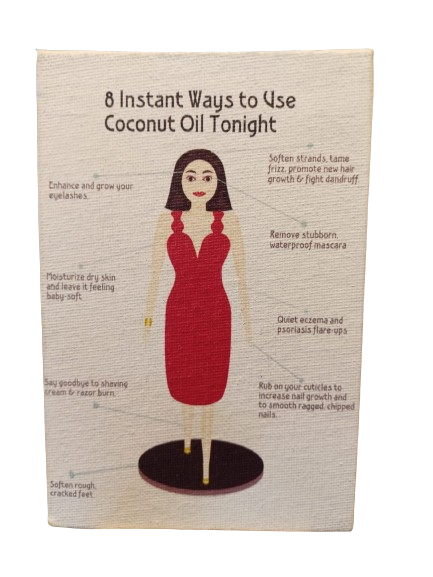 8 Instant Ways to Use
Coconut Oil Tonight
Enhance and grow your
eyelashes.
Moisturize dry skin
and leave it feeling
baby-soft
Say goodbye to shaving
cream & razor burn.
Soften rough,
cracked feet
Soften strands, tame
frizz, promote new hair
growth & fight dandruff
Remove stubborn,
waterproof mascara
Quiet eczema and
psoriasis flare-ups
Rub on your cuticles to
increase nail growth and
to smooth ragged, chipped
nails.